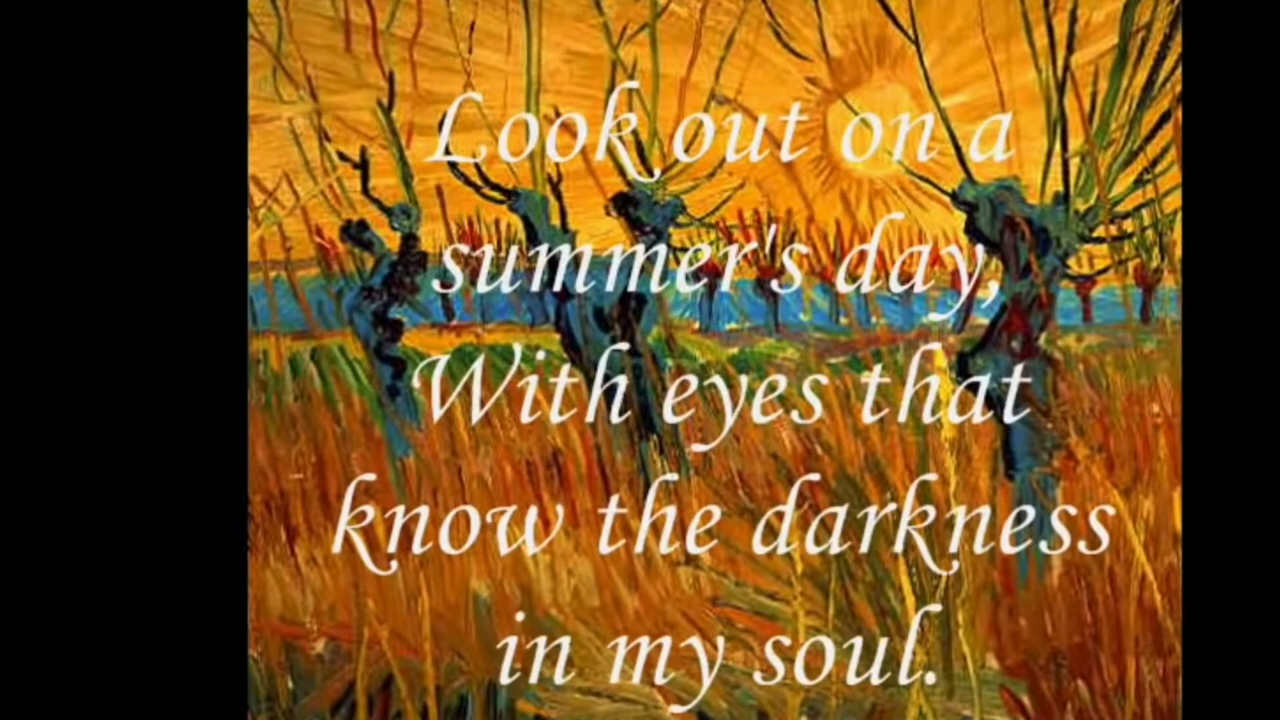 Look out on a
summer's day,
With eyes that
know the darkness
in my soul.